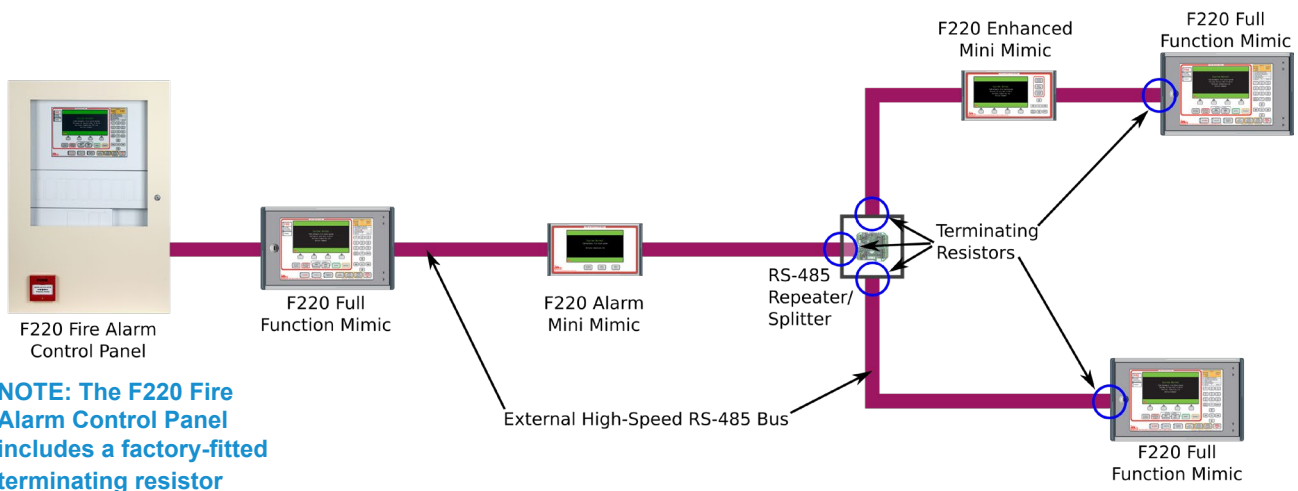 F220 Enhanced
Mini Mimic
F220 Full
Function Mimic
Terminating
Resistors
RS-485
Repeater/
Splitter
F220 Full
Function Mimic
F220 Alarm
Mini Mimic
F220 Fire Alarm
Control Panel
External High-Speed RS-485 Bus
F220 Full
Function Mimic
NOTE: The F220 Fire
Alarm Control Panel
includes a factory-fitted
terminating resistor